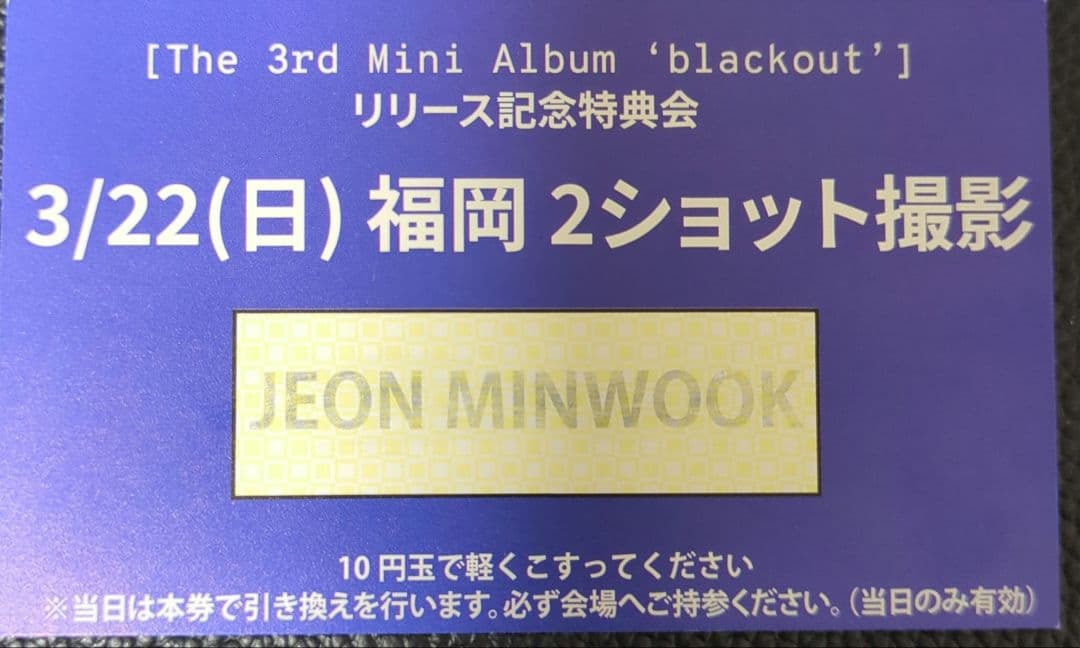 [The 3rd Mini Album ‘blackout’]
リリース記念特典会
3/22(日) 福岡 2ショット撮影
JEON MINWOOK
10円玉で軽くこすってください
※当日は本券で引き換えを行います。必ず会場へご持参ください。(当日のみ有効)